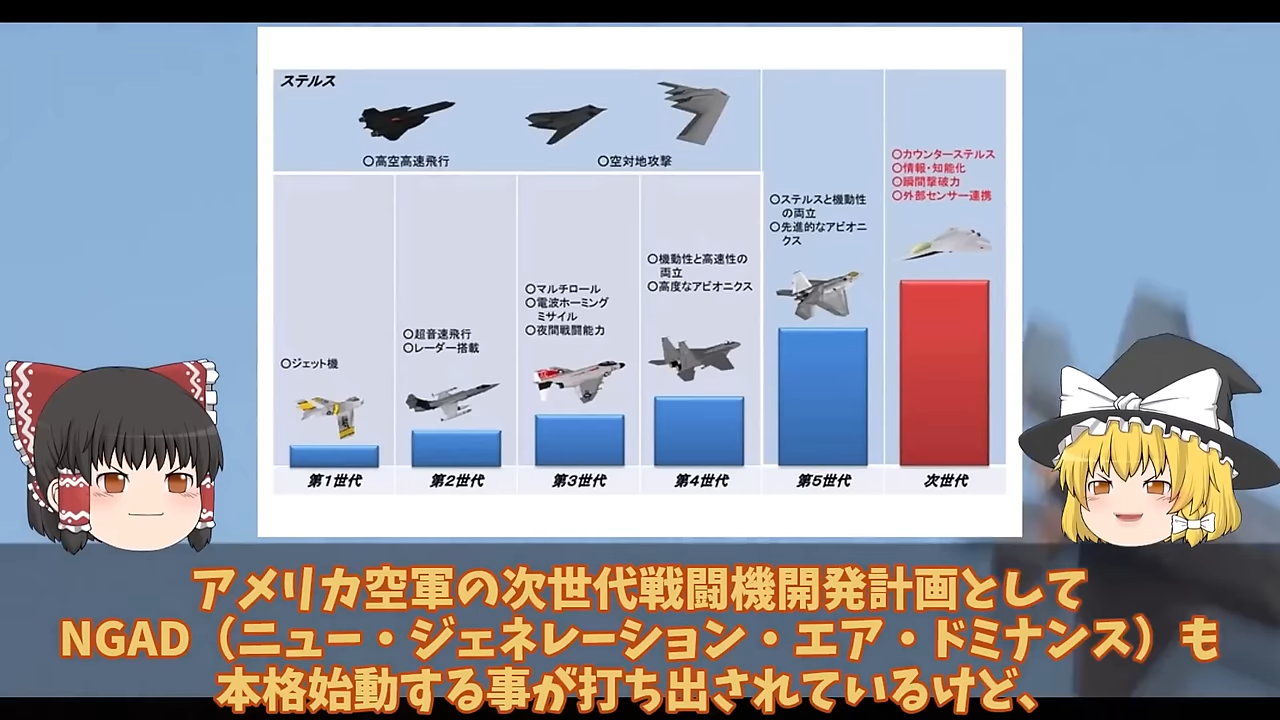 ステルス
○高空高速飛行
○空対地攻撃
○ジェット機
○超音速飛行
○レーダー搭載
○マルチロール
○電波ホーミング
ミサイル
○夜間戦闘能力
○機動性と高速性の
両立
○高度なアビオニクス
○ステルスと機動性
の両立
○先進的なアビオニ
クス
○カウンターステルス
○情報・知能化
○瞬間撃破力
○外部センサー連携
第1世代
第2世代
第3世代
第4世代
第5世代
次世代
アメリカ空軍の次世代戦闘機開発計画として
NGAD（ニュー・ジェネレーション・エア・ドミナンス）も
本格始動する事が打ち出されているけど、